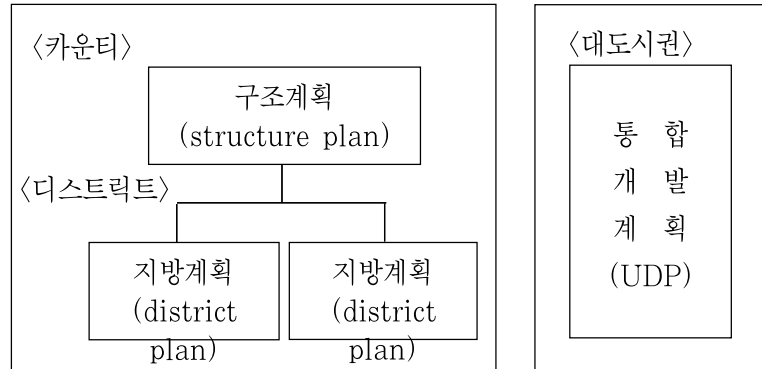 〈카운티〉
구조계획
(structure plan)
〈디스트릭트〉
지방계획
(district
plan)
지방계획
(district
plan)
〈대도시권〉
통 합
개 발
계 획
(UDP)